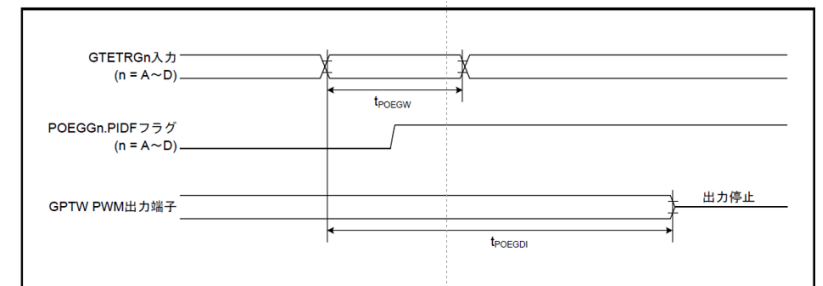 GTETRGn入力
(n = A～D)
tPOEGW
POEGGn.PIDFフラグ
(n = A～D)
GPTW PWM出力端子
出力停止
tPOEGDI